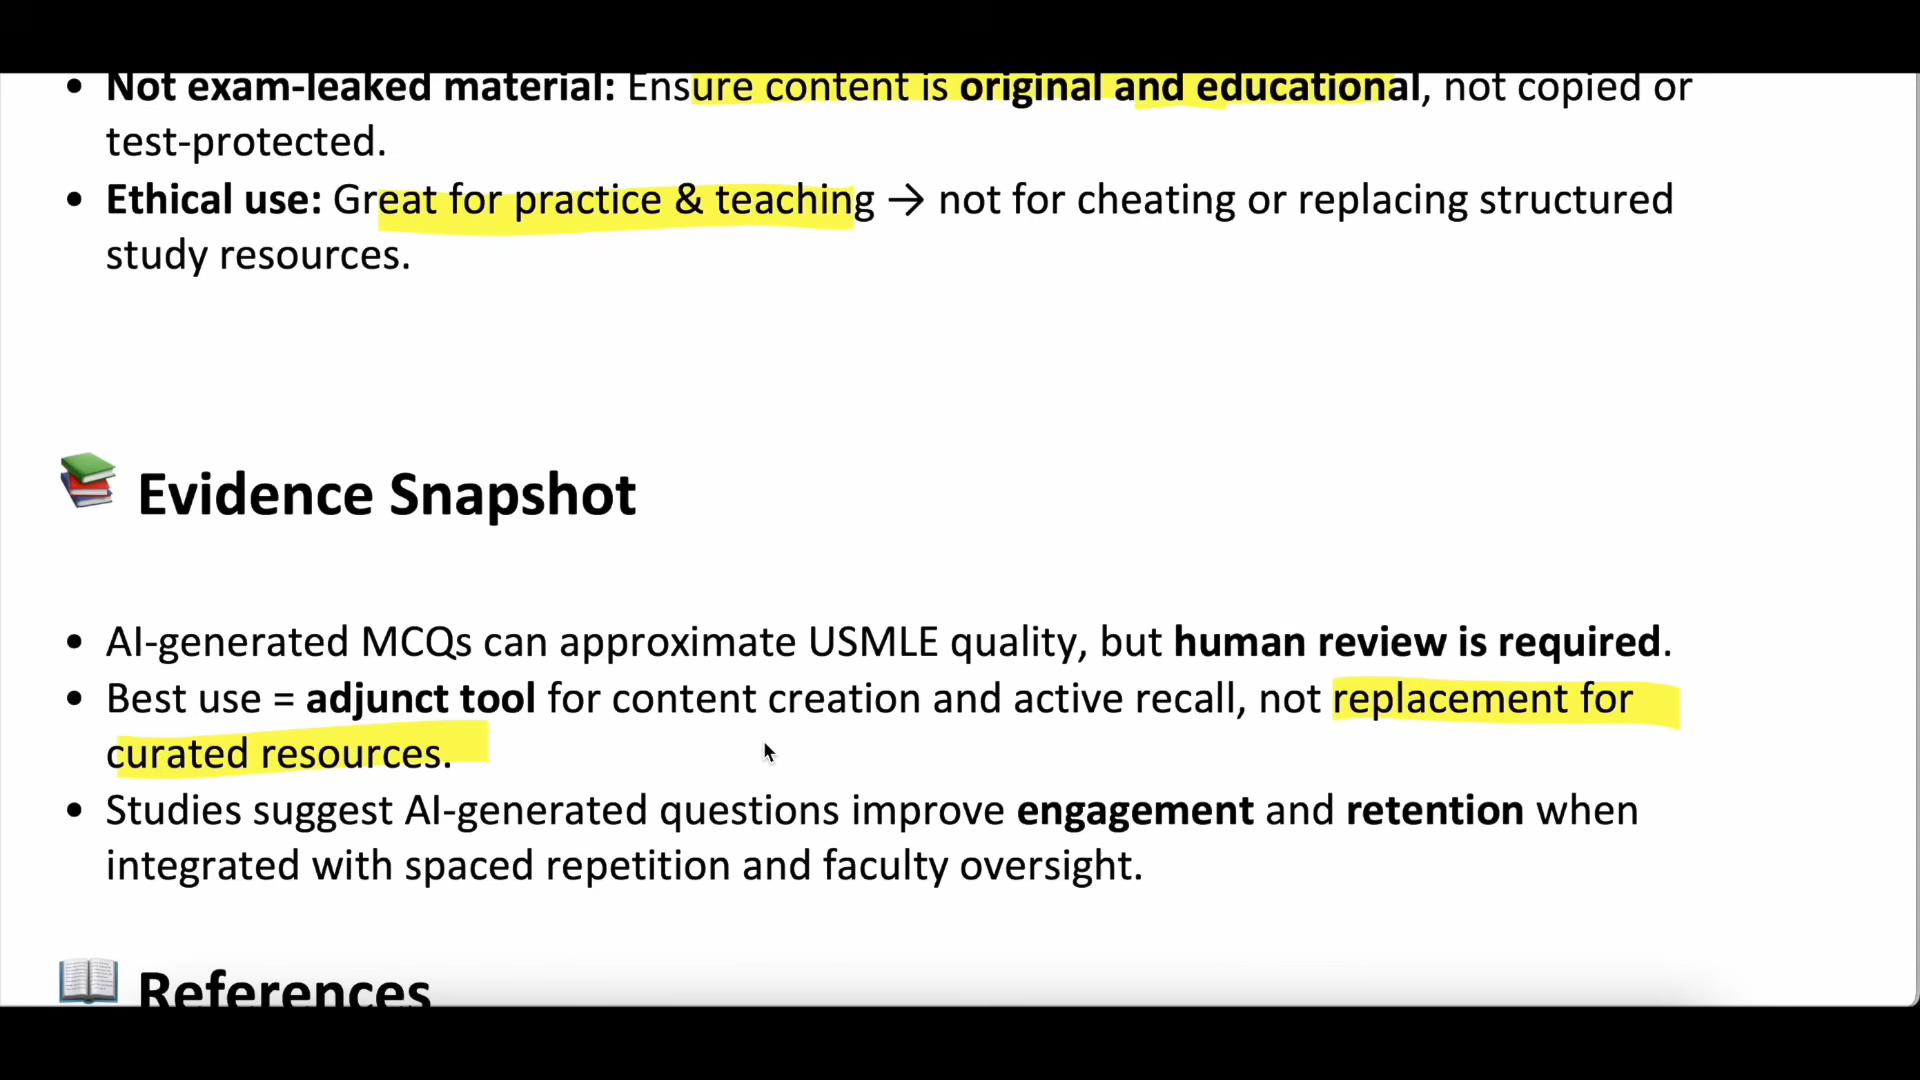 • Not exam-leaked material: Ensure content is original and educational, not copied or
test-protected.
• Ethical use: Great for practice & teaching → not for cheating or replacing structured
study resources.
Evidence Snapshot
• AI-generated MCQs can approximate USMLE quality, but human review is required.
• Best use = adjunct tool for content creation and active recall, not replacement for
curated resources.
• Studies suggest AI-generated questions improve engagement and retention when
integrated with spaced repetition and faculty oversight.
References